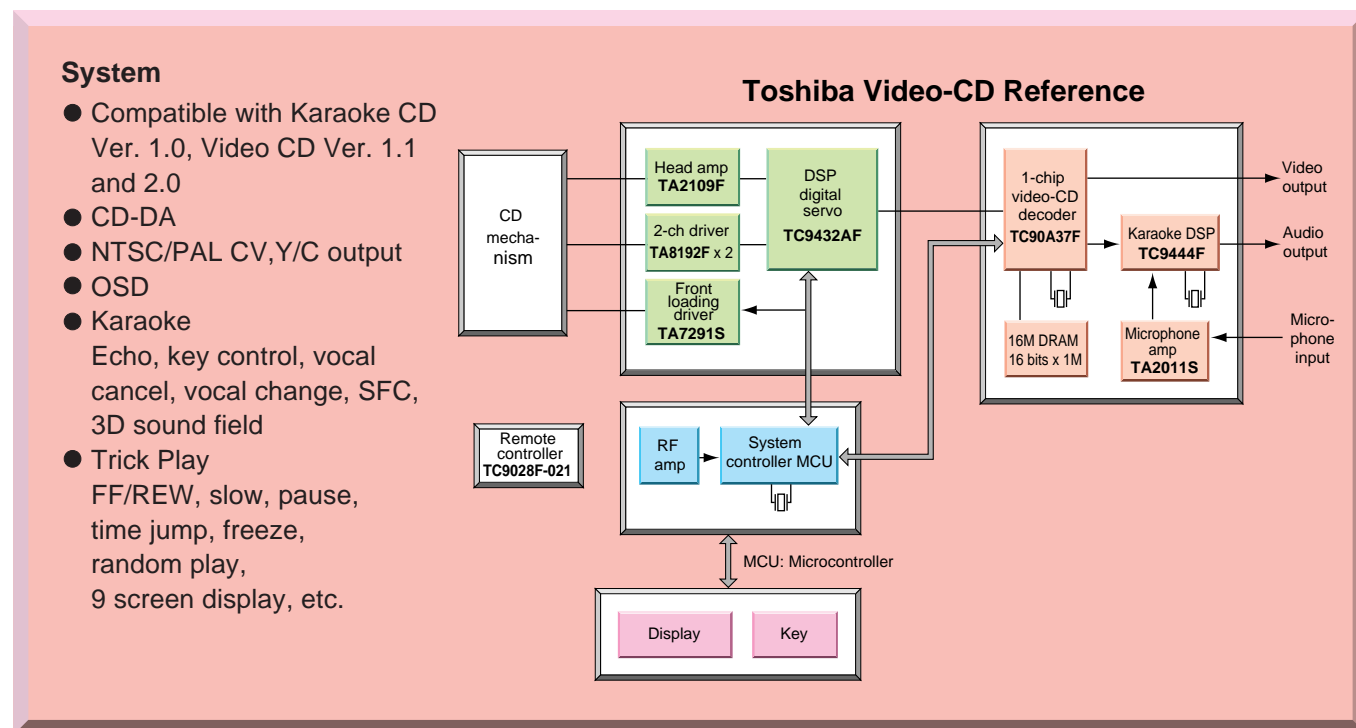 System
● Compatible with Karaoke CD
Ver. 1.0, Video CD Ver. 1.1
and 2.0
● CD-DA
● NTSC/PAL CV,Y/C output
● OSD
● Karaoke
Echo, key control, vocal
cancel, vocal change, SFC,
3D sound field
● Trick Play
FF/REW, slow, pause,
time jump, freeze,
random play,
9 screen display, etc.
Toshiba Video-CD Reference
CD
mecha-
nism
Head amp
TA2109F
2-ch driver
TA8192F x 2
Front
loading
driver
TA7291S
DSP
digital
servo
TC9432AF
1-chip
video-CD
decoder
TC90A37F
Karaoke DSP
TC9444F
16M DRAM
16 bits x 1M
Microphone
amp
TA2011S
Video
output
Audio
output
Micro-
phone
input
Remote
controller
TC9028F-021
RF
amp
System
controller MCU
MCU: Microcontroller
Display
Key